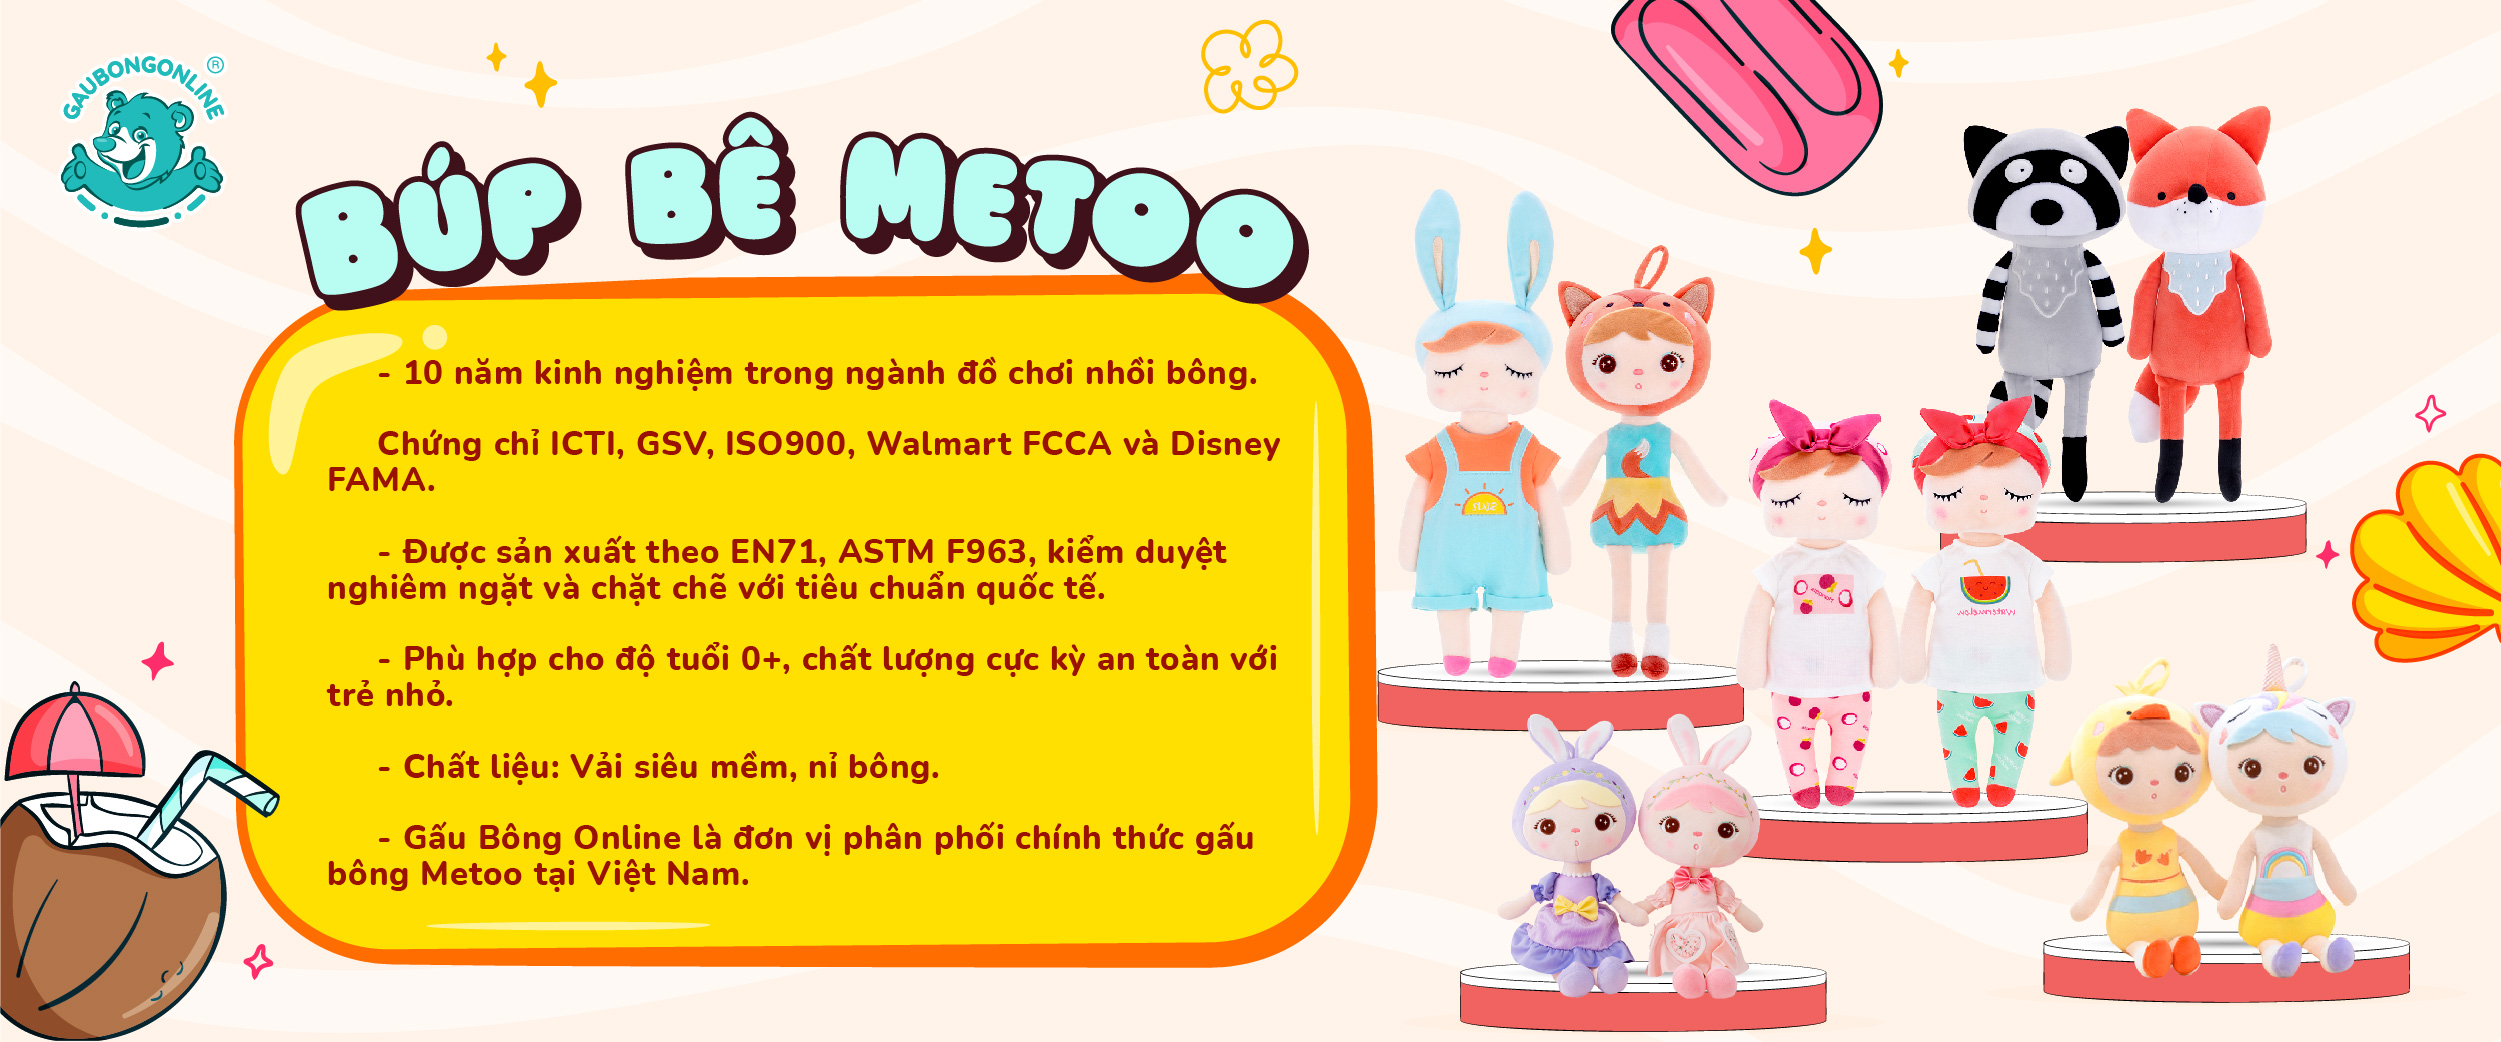 GAUBONGONLINE ®
BÚP BÊ METOO
- 10 năm kinh nghiệm trong ngành đồ chơi nhồi bông.
Chứng chỉ ICTI, GSV, ISO900, Walmart FCCA và Disney
FAMA.
- Được sản xuất theo EN71, ASTM F963, kiểm duyệt
nghiêm ngặt và chặt chẽ với tiêu chuẩn quốc tế.
- Phù hợp cho độ tuổi 0+, chất lượng cực kỳ an toàn với
trẻ nhỏ.
- Chất liệu: Vải siêu mềm, nỉ bông.
- Gấu Bông Online là đơn vị phân phối chính thức gấu
bông Metoo tại Việt Nam.